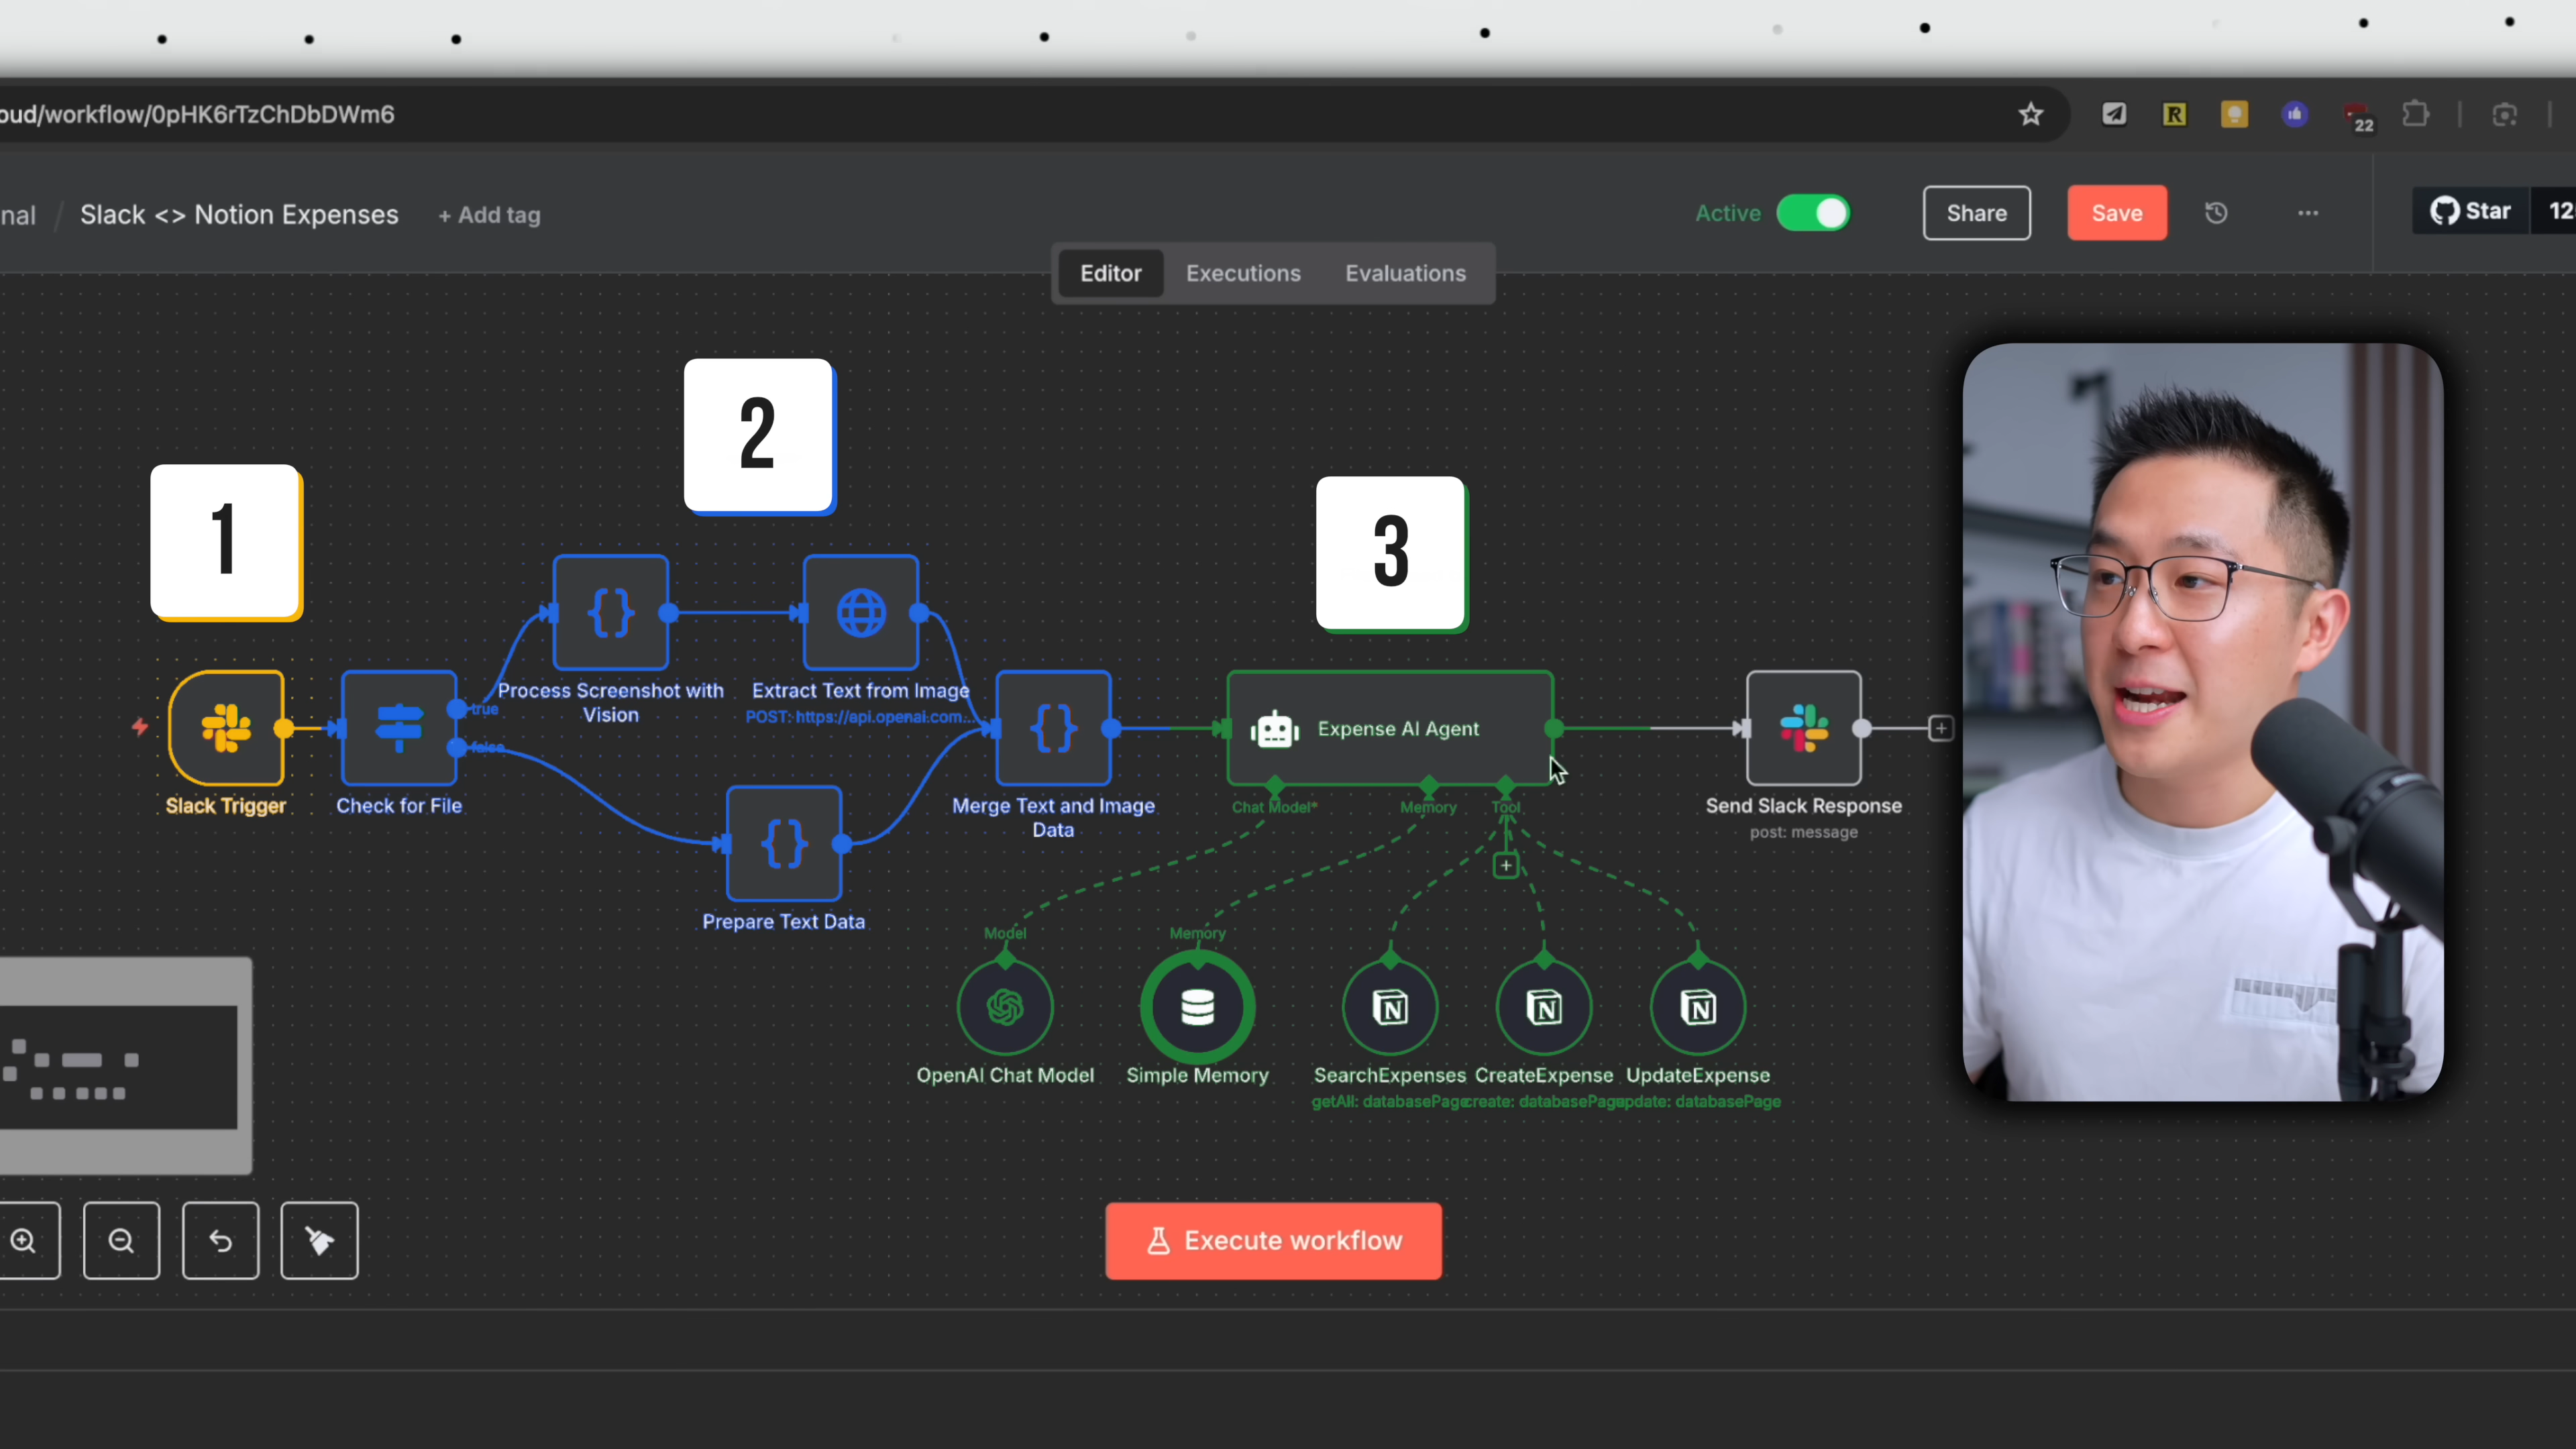 oud/workflow/0pHK6rTzChDbDWm6
R
22
nal / Slack <> Notion Expenses + Add tag
Active
Share
Save
...
Star
12
Editor
Executions
Evaluations
1
2
3
true
false
Process Screenshot with
Vision
Extract Text from Image
POST: https://api.openai.com...
Slack Trigger
Check for File
Prepare Text Data
Merge Text and Image
Data
Expense AI Agent
Chat Model*
Memory
Tool
Send Slack Response
post: message
Model
Memory
OpenAI Chat Model
Simple Memory
N
N
N
SearchExpenses
getAll: databasePage
CreateExpense
create: databasePage
UpdateExpense
update: databasePage
Execute workflow